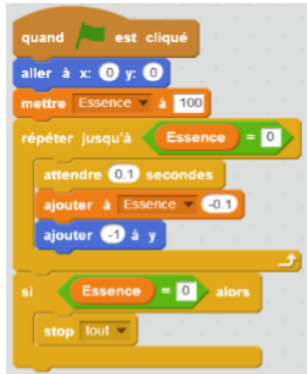 quand est cliqué
aller à x: 0 y: 0
mettre Essence à 100
répéter jusqu'à Essence = 0
attendre 0.1 secondes
ajouter à Essence -0.1
ajouter -1 à y
si Essence = 0 alors
stop tout